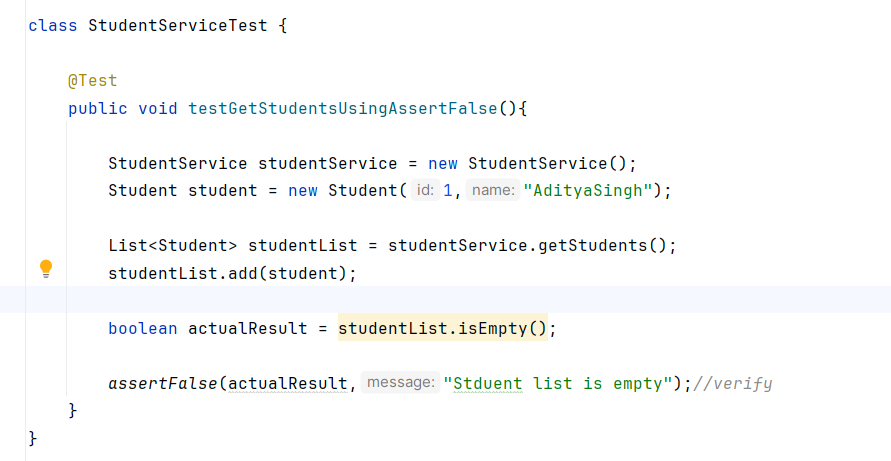 class StudentServiceTest {
@Test
public void testGetStudentsUsingAssertFalse(){
StudentService studentService = new StudentService();
Student student = new Student( id: 1, name: "AdityaSingh");
List<Student> studentList = studentService.getStudents();
studentList.add(student);
boolean actualResult = studentList.isEmpty();
assertFalse(actualResult, message: "Stduent list is empty");//verify
}
}